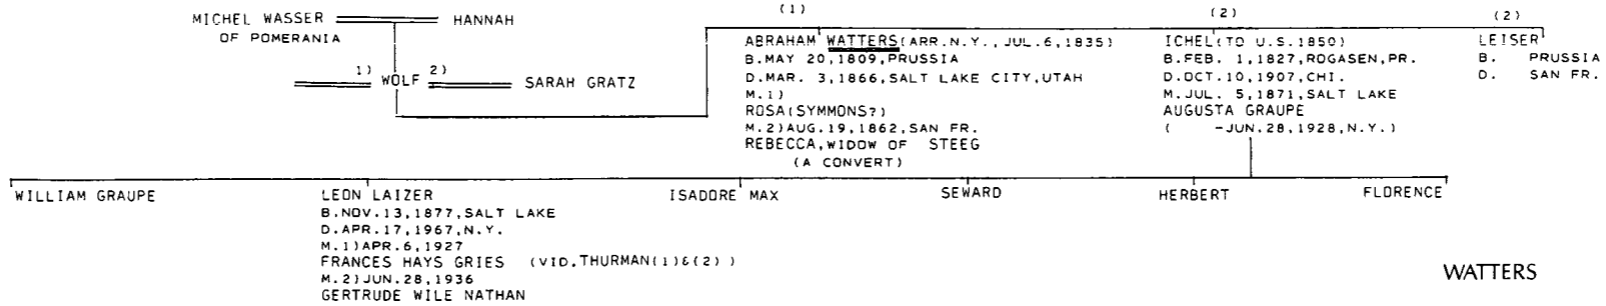 MICHEL WASSER HANNAH
OF POMERANIA
1) WOLF 2) SARAH GRATZ
(1)
ABRAHAM WATTERS(ARR.N.Y.,JUL.6,1835)
B.MAY 20,1809,PRUSSIA
D.MAR. 3,1866,SALT LAKE CITY,UTAH
M.1)
ROSA(SYMMONS?)
M.2)AUG.19,1862,SAN FR.
REBECCA,WIDOW OF STEEG
(A CONVERT)
(2)
ICHEL(TO U.S.1850)
B.FEB. 1,1827,ROGASEN,PR.
D.OCT.10,1907,CHI.
M.JUL. 5,1871,SALT LAKE
AUGUSTA GRAUPE
( -JUN.28,1928,N.Y.)
(2)
LEISER
B. PRUSSIA
D. SAN FR.
WILLIAM GRAUPE
LEON LAIZER
B.NOV.13,1877,SALT LAKE
D.APR.17,1967,N.Y.
M.1)APR.6,1927
FRANCES HAYS GRIES (VID.THURMAN(1)&(2) )
M.2)JUN.28,1936
GERTRUDE WILE NATHAN
ISADORE MAX
SEWARD
HERBERT
FLORENCE
WATTERS